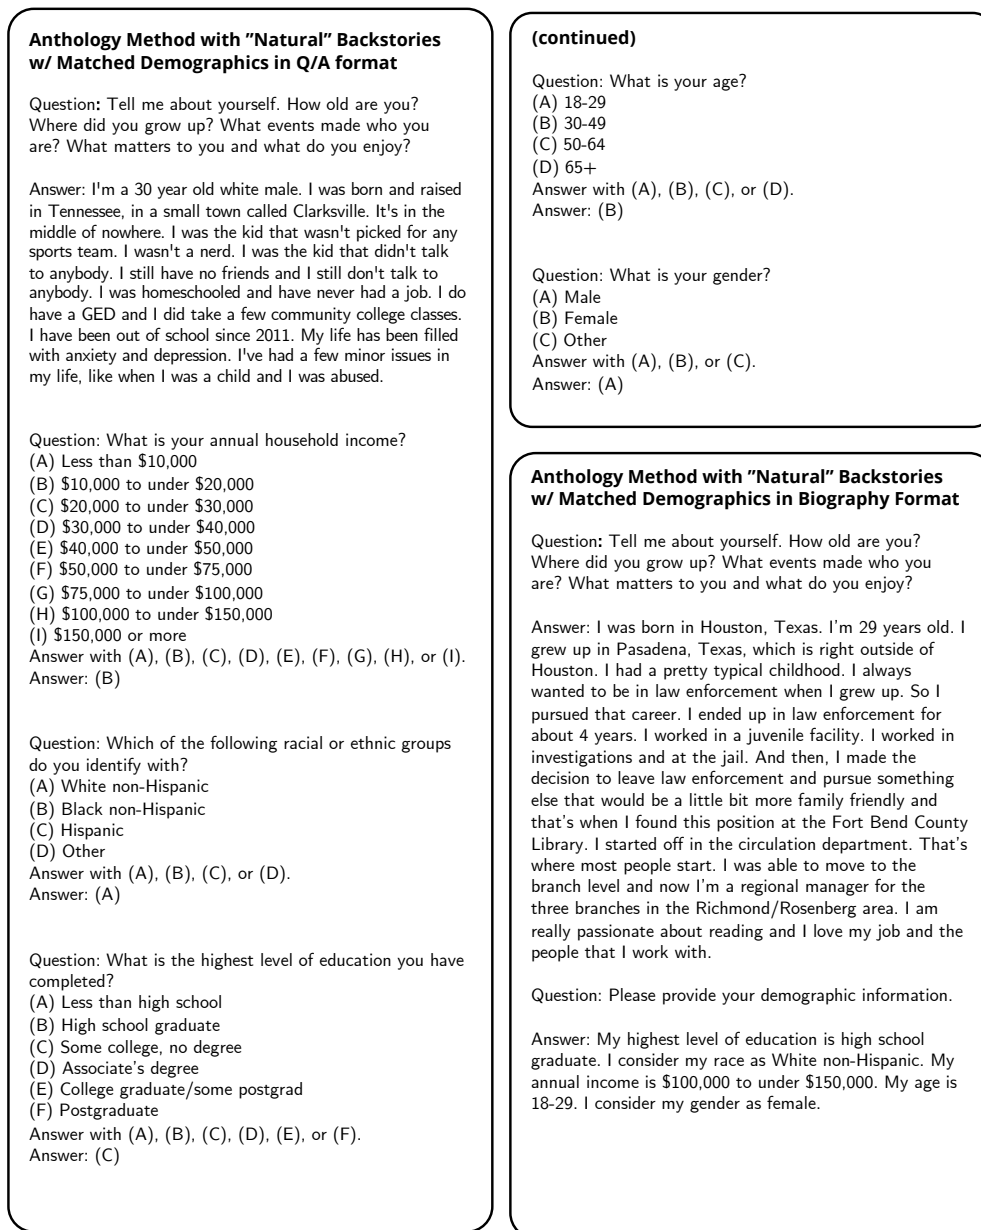 Anthology Method with ”Natural” Backstories
w/ Matched Demographics in Q/A format
Question: Tell me about yourself. How old are you?
Where did you grow up? What events made who you
are? What matters to you and what do you enjoy?
Answer: I'm a 30 year old white male. I was born and raised
in Tennessee, in a small town called Clarksville. It's in the
middle of nowhere. I was the kid that wasn't picked for any
sports team. I wasn't a nerd. I was the kid that didn't talk
to anybody. I still have no friends and I still don't talk to
anybody. I was homeschooled and have never had a job. I do
have a GED and I did take a few community college classes.
I have been out of school since 2011. My life has been filled
with anxiety and depression. I've had a few minor issues in
my life, like when I was a child and I was abused.
Question: What is your annual household income?
(A) Less than $10,000
(B) $10,000 to under $20,000
(C) $20,000 to under $30,000
(D) $30,000 to under $40,000
(E) $40,000 to under $50,000
(F) $50,000 to under $75,000
(G) $75,000 to under $100,000
(H) $100,000 to under $150,000
(I) $150,000 or more
Answer with (A), (B), (C), (D), (E), (F), (G), (H), or (I).
Answer: (B)
Question: Which of the following racial or ethnic groups
do you identify with?
(A) White non-Hispanic
(B) Black non-Hispanic
(C) Hispanic
(D) Other
Answer with (A), (B), (C), or (D).
Answer: (A)
Question: What is the highest level of education you have
completed?
(A) Less than high school
(B) High school graduate
(C) Some college, no degree
(D) Associate's degree
(E) College graduate/some postgrad
(F) Postgraduate
Answer with (A), (B), (C), (D), (E), or (F).
Answer: (C)
(continued)
Question: What is your age?
(A) 18-29
(B) 30-49
(C) 50-64
(D) 65+
Answer with (A), (B), (C), or (D).
Answer: (B)
Question: What is your gender?
(A) Male
(B) Female
(C) Other
Answer with (A), (B), or (C).
Answer: (A)
Anthology Method with ”Natural” Backstories
w/ Matched Demographics in Biography Format
Question: Tell me about yourself. How old are you?
Where did you grow up? What events made who you
are? What matters to you and what do you enjoy?
Answer: I was born in Houston, Texas. I’m 29 years old. I
grew up in Pasadena, Texas, which is right outside of
Houston. I had a pretty typical childhood. I always
wanted to be in law enforcement when I grew up. So I
pursued that career. I ended up in law enforcement for
about 4 years. I worked in a juvenile facility. I worked in
investigations and at the jail. And then, I made the
decision to leave law enforcement and pursue something
else that would be a little bit more family friendly and
that’s when I found this position at the Fort Bend County
Library. I started off in the circulation department. That’s
where most people start. I was able to move to the
branch level and now I’m a regional manager for the
three branches in the Richmond/Rosenberg area. I am
really passionate about reading and I love my job and the
people that I work with.
Question: Please provide your demographic information.
Answer: My highest level of education is high school
graduate. I consider my race as White non-Hispanic. My
annual income is $100,000 to under $150,000. My age is
18-29. I consider my gender as female.